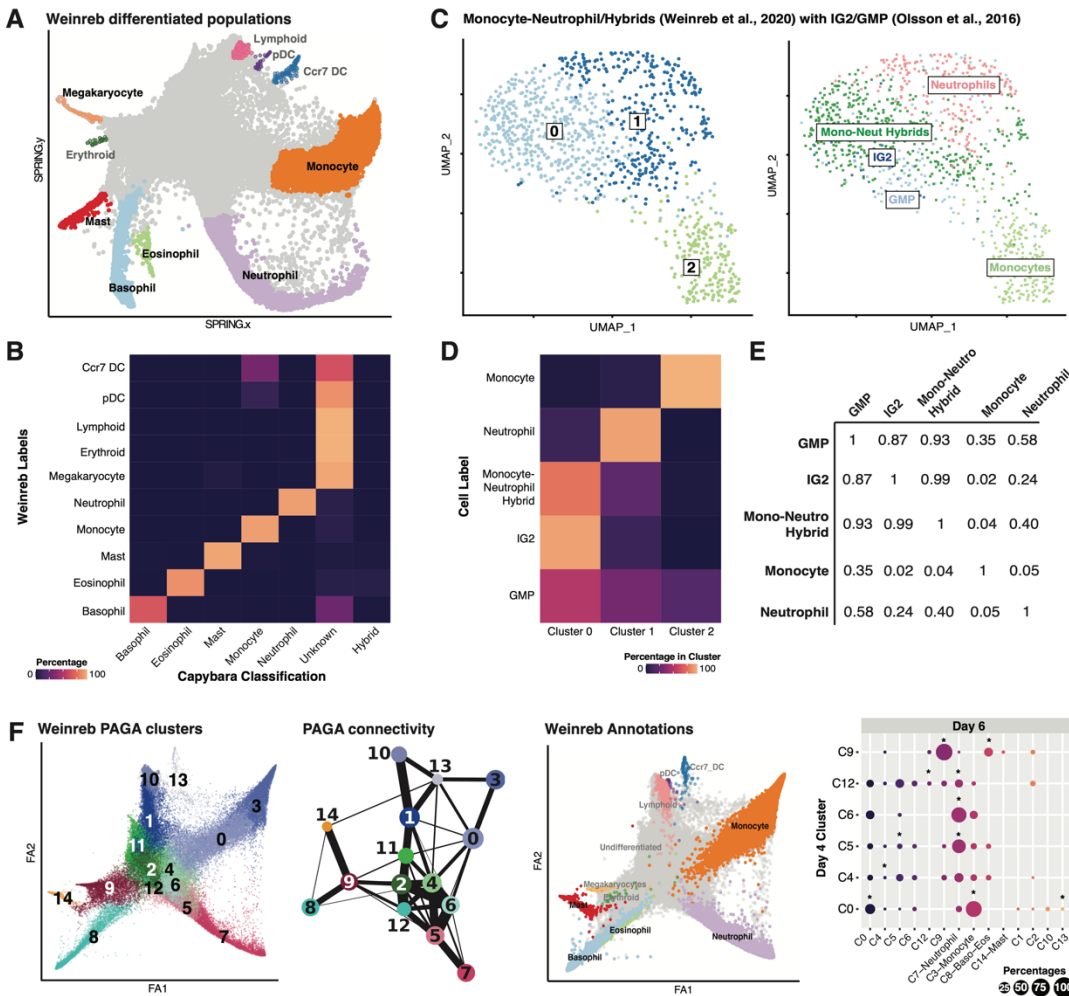 A Weinreb differentiated populations
Lymphoid
pDC
Ccr7 DC
Megakaryocyte
Erythroid
Monocyte
Mast
Eosinophil
Basophil
Neutrophil
SPRING.y
SPRING.x
C Monocyte-Neutrophil/Hybrids (Weinreb et al., 2020) with IG2/GMP (Olsson et al., 2016)
0
1
2
UMAP_2
UMAP_1
Neutrophils
Mono-Neut Hybrids
IG2
GMP
Monocytes
UMAP_2
UMAP_1
B
Weinreb Labels
Ccr7 DC
pDC
Lymphoid
Erythroid
Megakaryocyte
Neutrophil
Monocyte
Mast
Eosinophil
Basophil
Basophil
Eosinophil
Mast
Monocyte
Neutrophil
Unknown
Hybrid
Percentage
0 100
Capybara Classification
D
Cell Label
Monocyte
Neutrophil
Monocyte-
Neutrophil
Hybrid
IG2
GMP
Cluster 0 Cluster 1 Cluster 2
Percentage in Cluster
0 100
E
GMP
IG2
Mono-Neutro
Hybrid
Monocyte
Neutrophil
GMP 1 0.87 0.93 0.35 0.58
IG2 0.87 1 0.99 0.02 0.24
Mono-Neutro
Hybrid 0.93 0.99 1 0.04 0.40
Monocyte 0.35 0.02 0.04 1 0.05
Neutrophil 0.58 0.24 0.40 0.05 1
F Weinreb PAGA clusters
10
13
3
1
0
11
2
4
12
6
9
5
14
8
7
FA2
FA1
PAGA connectivity
10
13
3
14
1
0
11
9
2
4
8
12
6
5
7
Weinreb Annotations
pDC
Ccr7_DC
Lymphoid
Monocyte
Undifferentiated
Megakaryocytes
Erythroid
Mast
Eosinophil
Basophil
Neutrophil
FA2
FA1
Day 6
Day 4 Cluster
C9
C12
C6
C5
C4
C0
* *
* *
*
* *
*
* * *
C0
C4
C5
C6
C12
C9
C7-Neutrophil
C3-Monocyte
C8-Baso-Eos
C14-Mast
C1
C2
C10
C13
Percentages
25 50 75 100